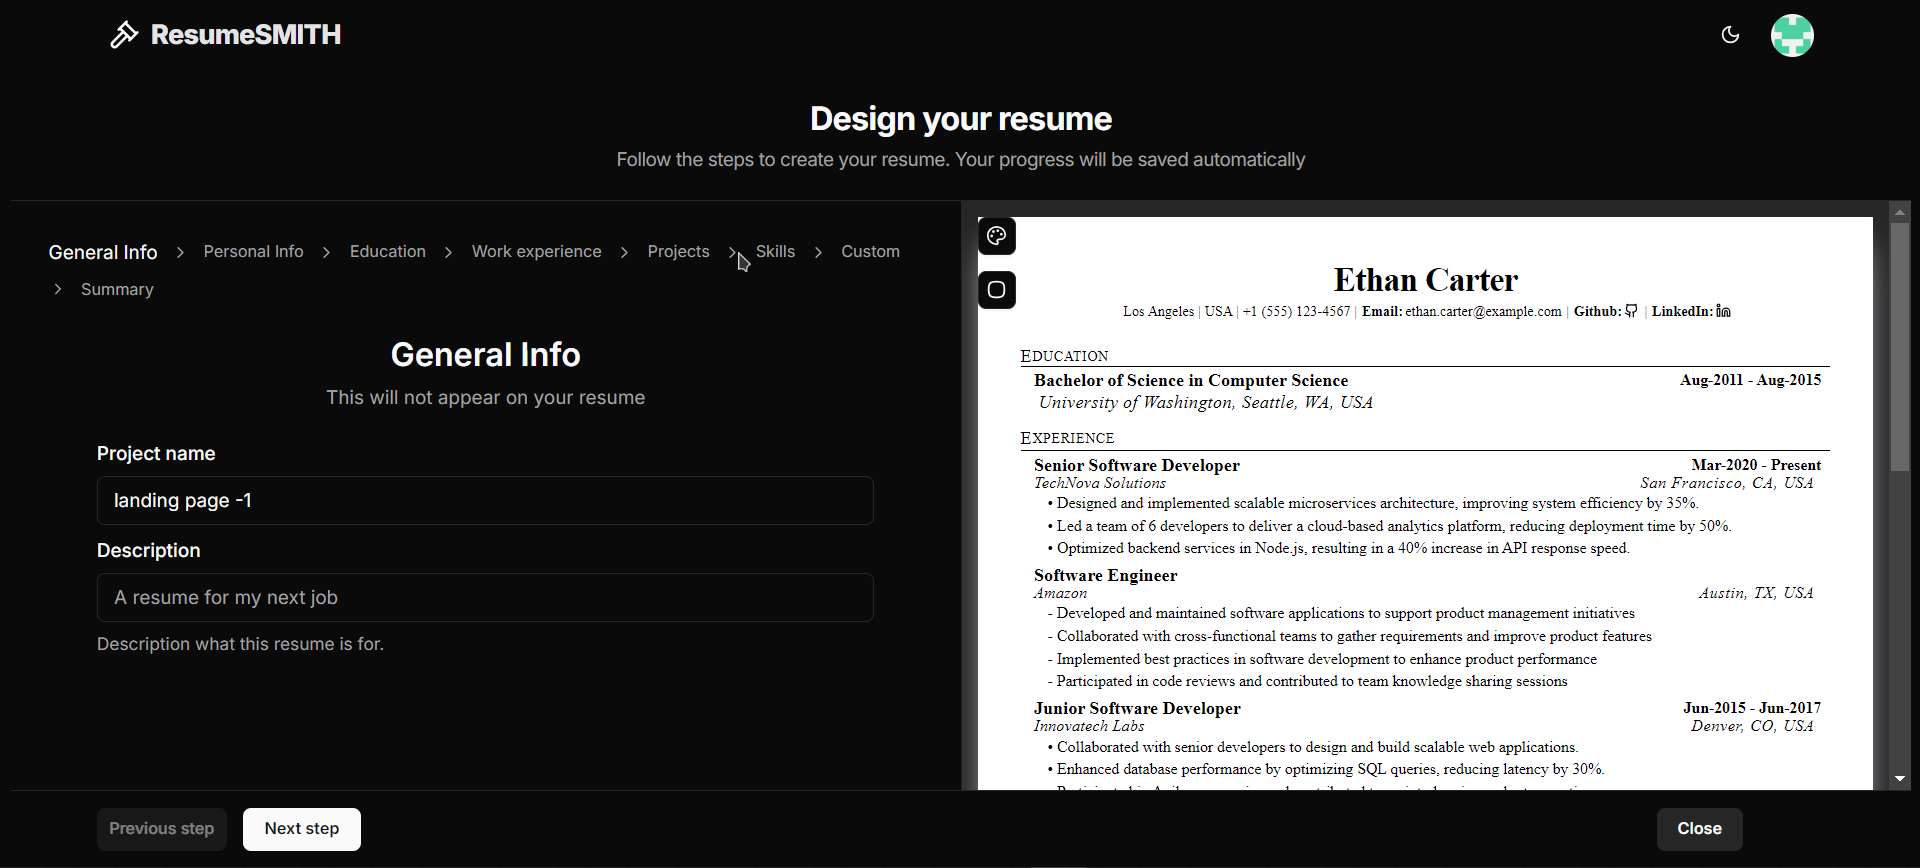 ResumeSMITH
Design your resume
Follow the steps to create your resume. Your progress will be saved automatically
General Info > Personal Info > Education > Work experience > Projects > Skills > Custom
> Summary
General Info
This will not appear on your resume
Project name
landing page -1
Description
A resume for my next job
Description what this resume is for.
Previous step
Next step
Ethan Carter
Los Angeles | USA | +1 (555) 123-4567 | Email: ethan.carter@example.com | Github: | LinkedIn:
EDUCATION
Bachelor of Science in Computer Science Aug-2011 - Aug-2015
University of Washington, Seattle, WA, USA
EXPERIENCE
Senior Software Developer Mar-2020 - Present
TechNova Solutions San Francisco, CA, USA
• Designed and implemented scalable microservices architecture, improving system efficiency by 35%.
• Led a team of 6 developers to deliver a cloud-based analytics platform, reducing deployment time by 50%.
• Optimized backend services in Node.js, resulting in a 40% increase in API response speed.
Software Engineer
Amazon Austin, TX, USA
- Developed and maintained software applications to support product management initiatives
- Collaborated with cross-functional teams to gather requirements and improve product features
- Implemented best practices in software development to enhance product performance
- Participated in code reviews and contributed to team knowledge sharing sessions
Junior Software Developer Jun-2015 - Jun-2017
Innovatech Labs Denver, CO, USA
• Collaborated with senior developers to design and build scalable web applications.
• Enhanced database performance by optimizing SQL queries, reducing latency by 30%.
Close